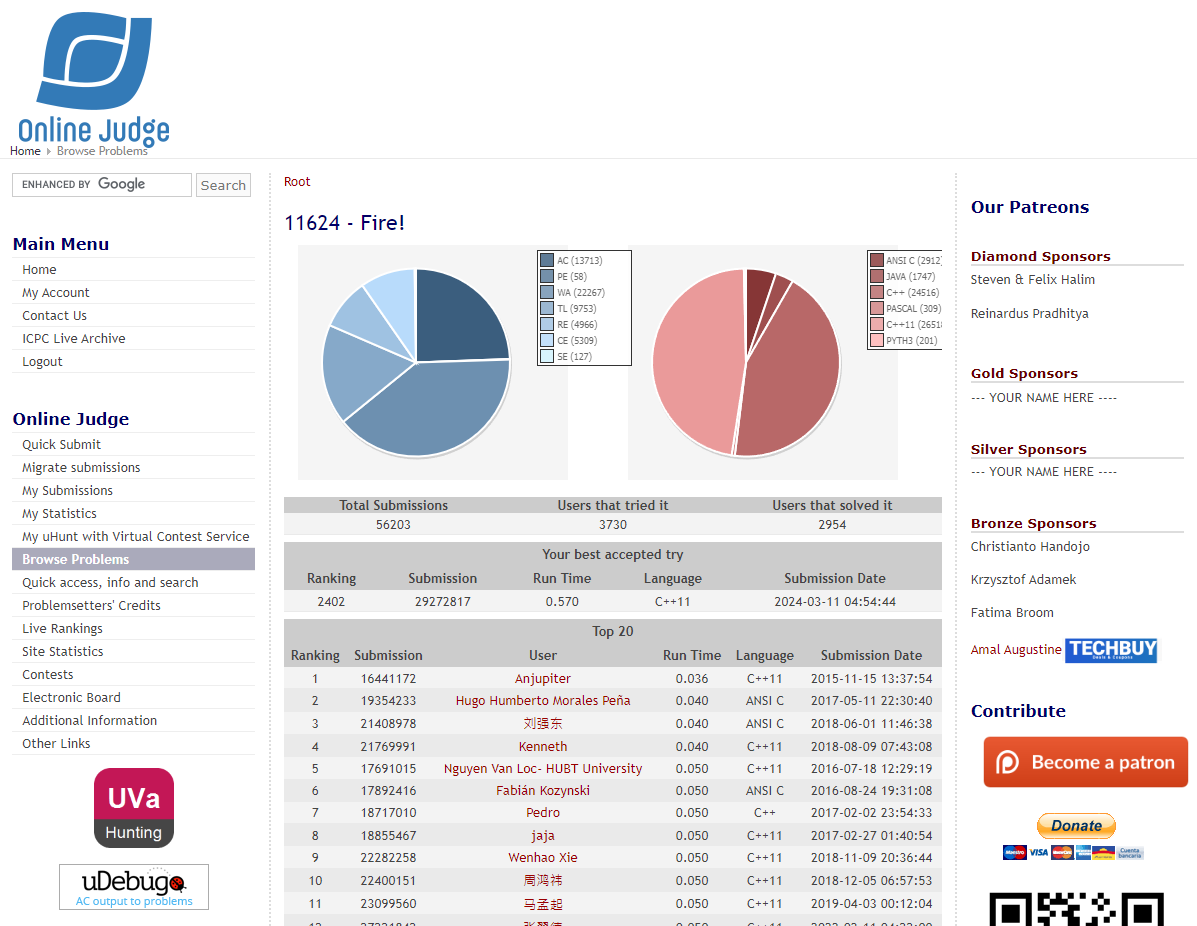 Online Judge
Home Browse Problems
ENHANCED BY Google Search
Main Menu
Home
My Account
Contact Us
ICPC Live Archive
Logout
Online Judge
Quick Submit
Migrate submissions
My Submissions
My Statistics
My uHunt with Virtual Contest Service
Browse Problems
Quick access, info and search
Problemsetters' Credits
Live Rankings
Site Statistics
Contests
Electronic Board
Additional Information
Other Links
UVa
Hunting
uDebug
AC output to problems
Root
11624 - Fire!
AC (13713)
PE (58)
WA (22267)
TL (9753)
RE (4966)
CE (5309)
SE (127)
ANSI C (2912)
JAVA (1747)
C++ (24516)
PASCAL (309)
C++11 (26518
PYTH3 (201)
Total Submissions Users that tried it Users that solved it
56203 3730 2954
Your best accepted try
Ranking Submission Run Time Language Submission Date
2402 29272817 0.570 C++11 2024-03-11 04:54:44
Top 20
Ranking Submission User Run Time Language Submission Date
1 16441172 Anjupiter 0.036 C++11 2015-11-15 13:37:54
2 19354233 Hugo Humberto Morales Peña 0.040 ANSI C 2017-05-11 22:30:40
3 21408978 刘强东 0.040 ANSI C 2018-06-01 11:46:38
4 21769991 Kenneth 0.040 C++11 2018-08-09 07:43:08
5 17691015 Nguyen Van Loc- HUBT University 0.050 C++11 2016-07-18 12:29:19
6 17892416 Fabián Kozynski 0.050 ANSI C 2016-08-24 19:31:08
7 18717010 Pedro 0.050 C++ 2017-02-02 23:54:33
8 18855467 jaja 0.050 C++11 2017-02-27 01:40:54
9 22282258 Wenhao Xie 0.050 C++11 2018-11-09 20:36:44
10 22400151 周鸿祎 0.050 C++11 2018-12-05 06:57:53
11 23099560 马孟起 0.050 C++11 2019-04-03 00:12:04
Our Patreons
Diamond Sponsors
Steven & Felix Halim
Reinardus Pradhitya
Gold Sponsors
--- YOUR NAME HERE ----
Silver Sponsors
--- YOUR NAME HERE ----
Bronze Sponsors
Christianto Handojo
Krzysztof Adamek
Fatima Broom
Amal Augustine TECHBUY
Deals & Coupons
Contribute
Become a patron
Donate
Maestro VISA
Cuenta
bancaria